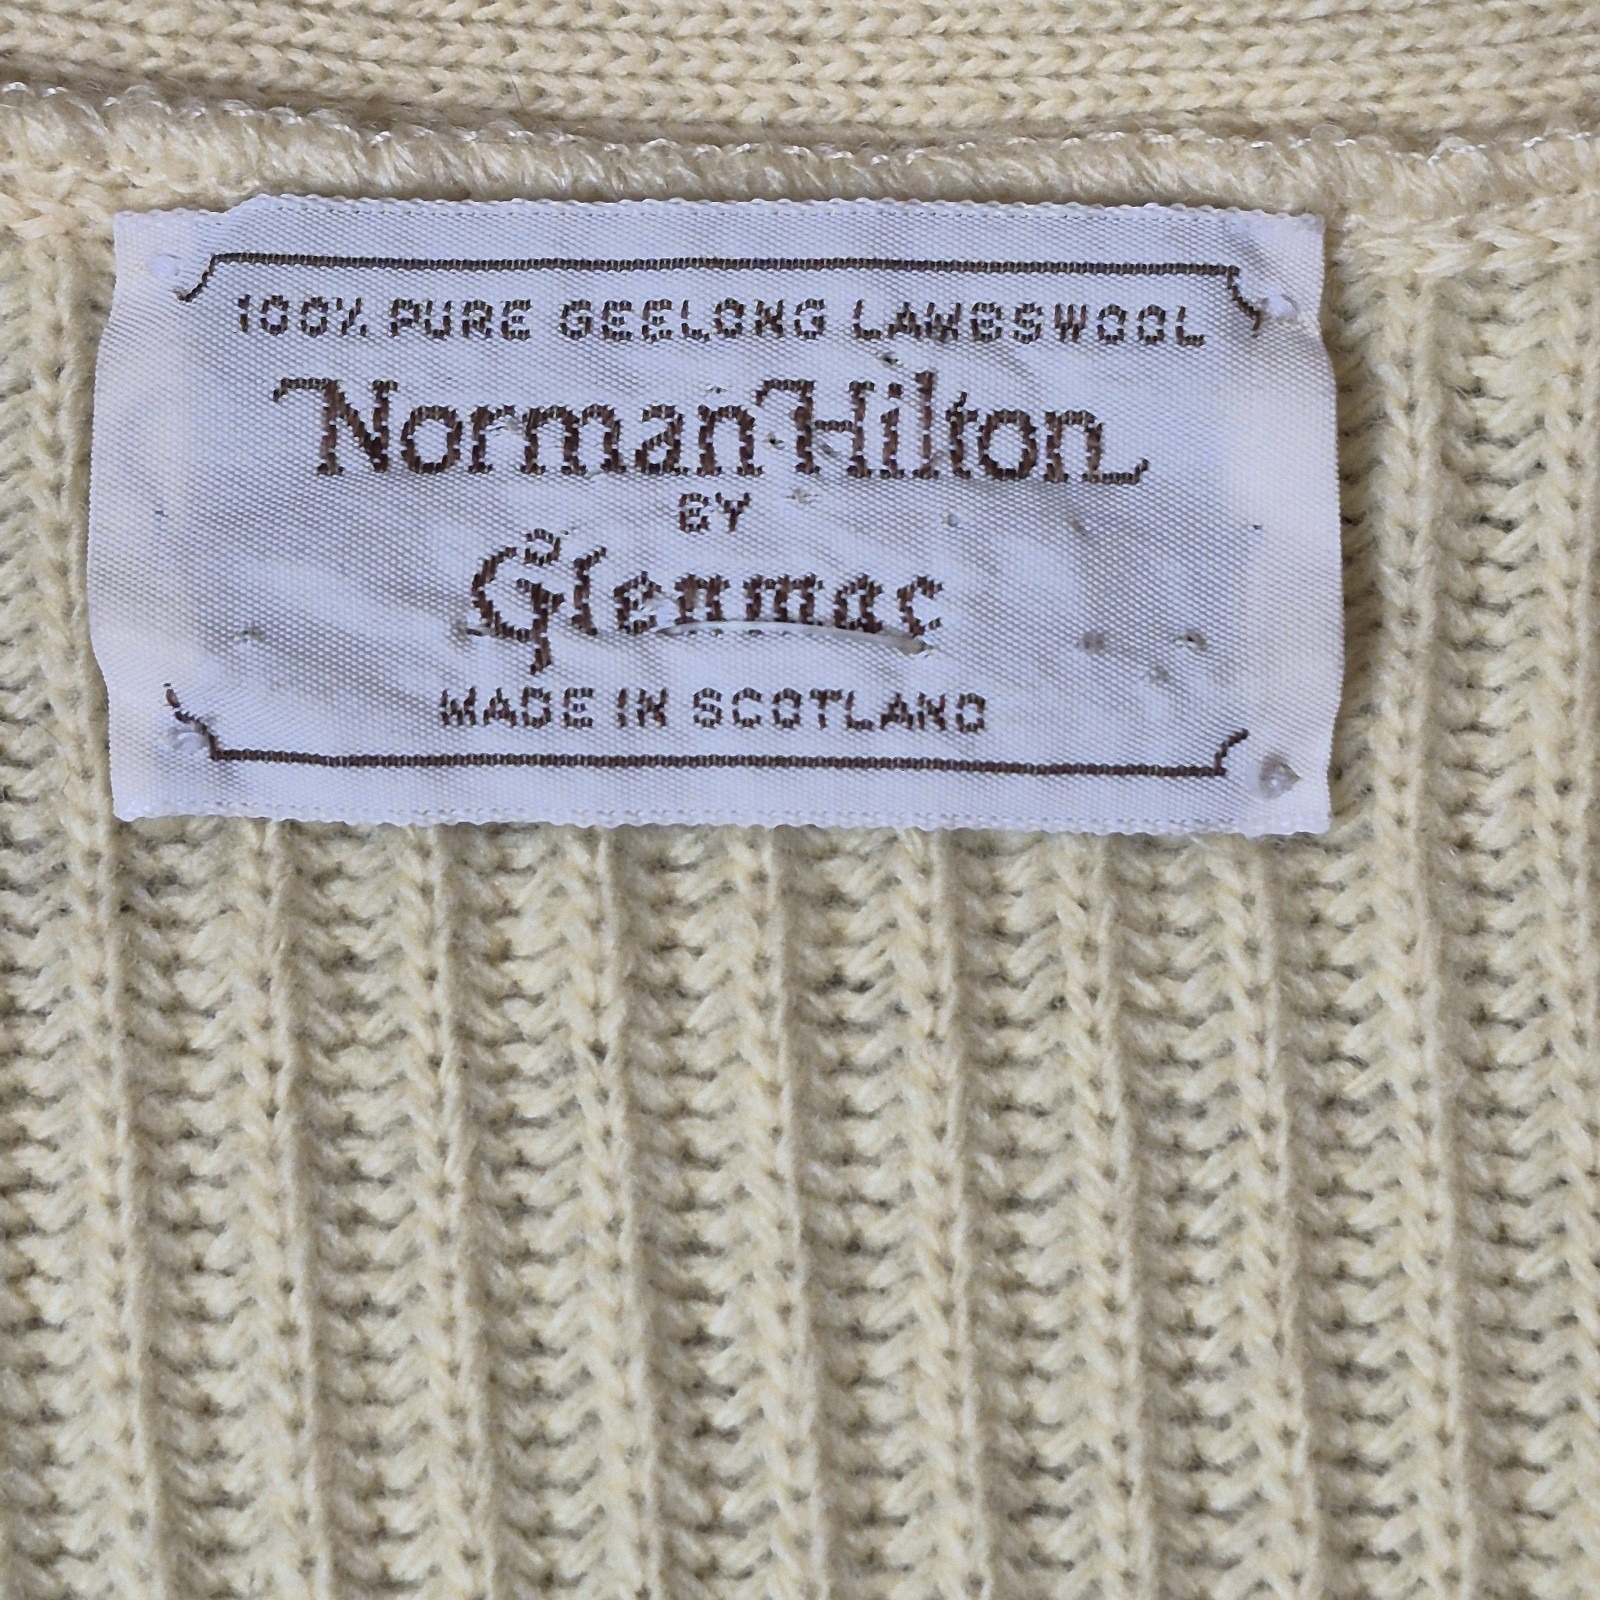 100% PURE GEELONG LAMBSWOOL
Norman Hilton
BY
Glenmac
MADE IN SCOTLAND